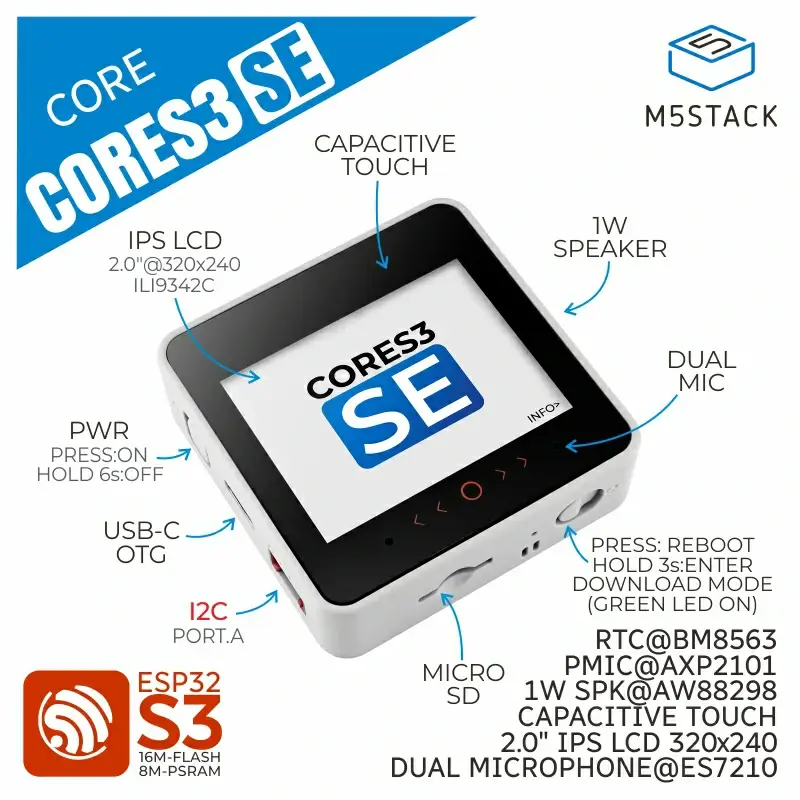 CORE
CORES3 SE
M5STACK
CAPACITIVE
TOUCH
IPS LCD
2.0"@320x240
ILI9342C
1W
SPEAKER
DUAL
MIC
CORES3
SE
INFO>
PWR
PRESS:ON
HOLD 6s:OFF
USB-C
OTG
I2C
PORT.A
MICRO
SD
PRESS: REBOOT
HOLD 3s:ENTER
DOWNLOAD MODE
(GREEN LED ON)
ESP32
S3
16M-FLASH
8M-PSRAM
RTC@BM8563
PMIC@AXP2101
1W SPK@AW88298
CAPACITIVE TOUCH
2.0" IPS LCD 320x240
DUAL MICROPHONE@ES7210